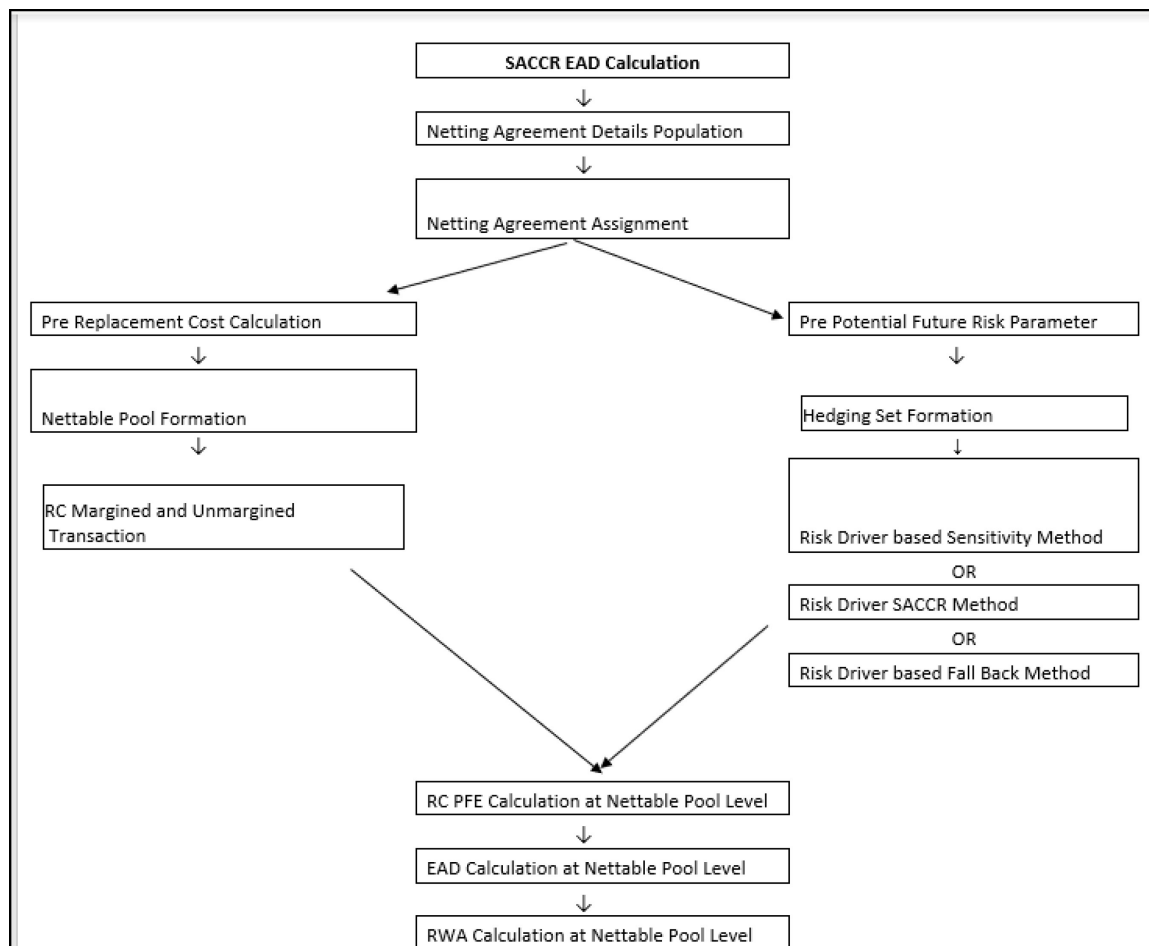 SACCR EAD Calculation
Netting Agreement Details Population
Netting Agreement Assignment
Pre Replacement Cost Calculation
Nettable Pool Formation
RC Margined and Unmargined
Transaction
Pre Potential Future Risk Parameter
Hedging Set Formation
Risk Driver based Sensitivity Method
OR
Risk Driver SACCR Method
OR
Risk Driver based Fall Back Method
RC PFE Calculation at Nettable Pool Level
EAD Calculation at Nettable Pool Level
RWA Calculation at Nettable Pool Level